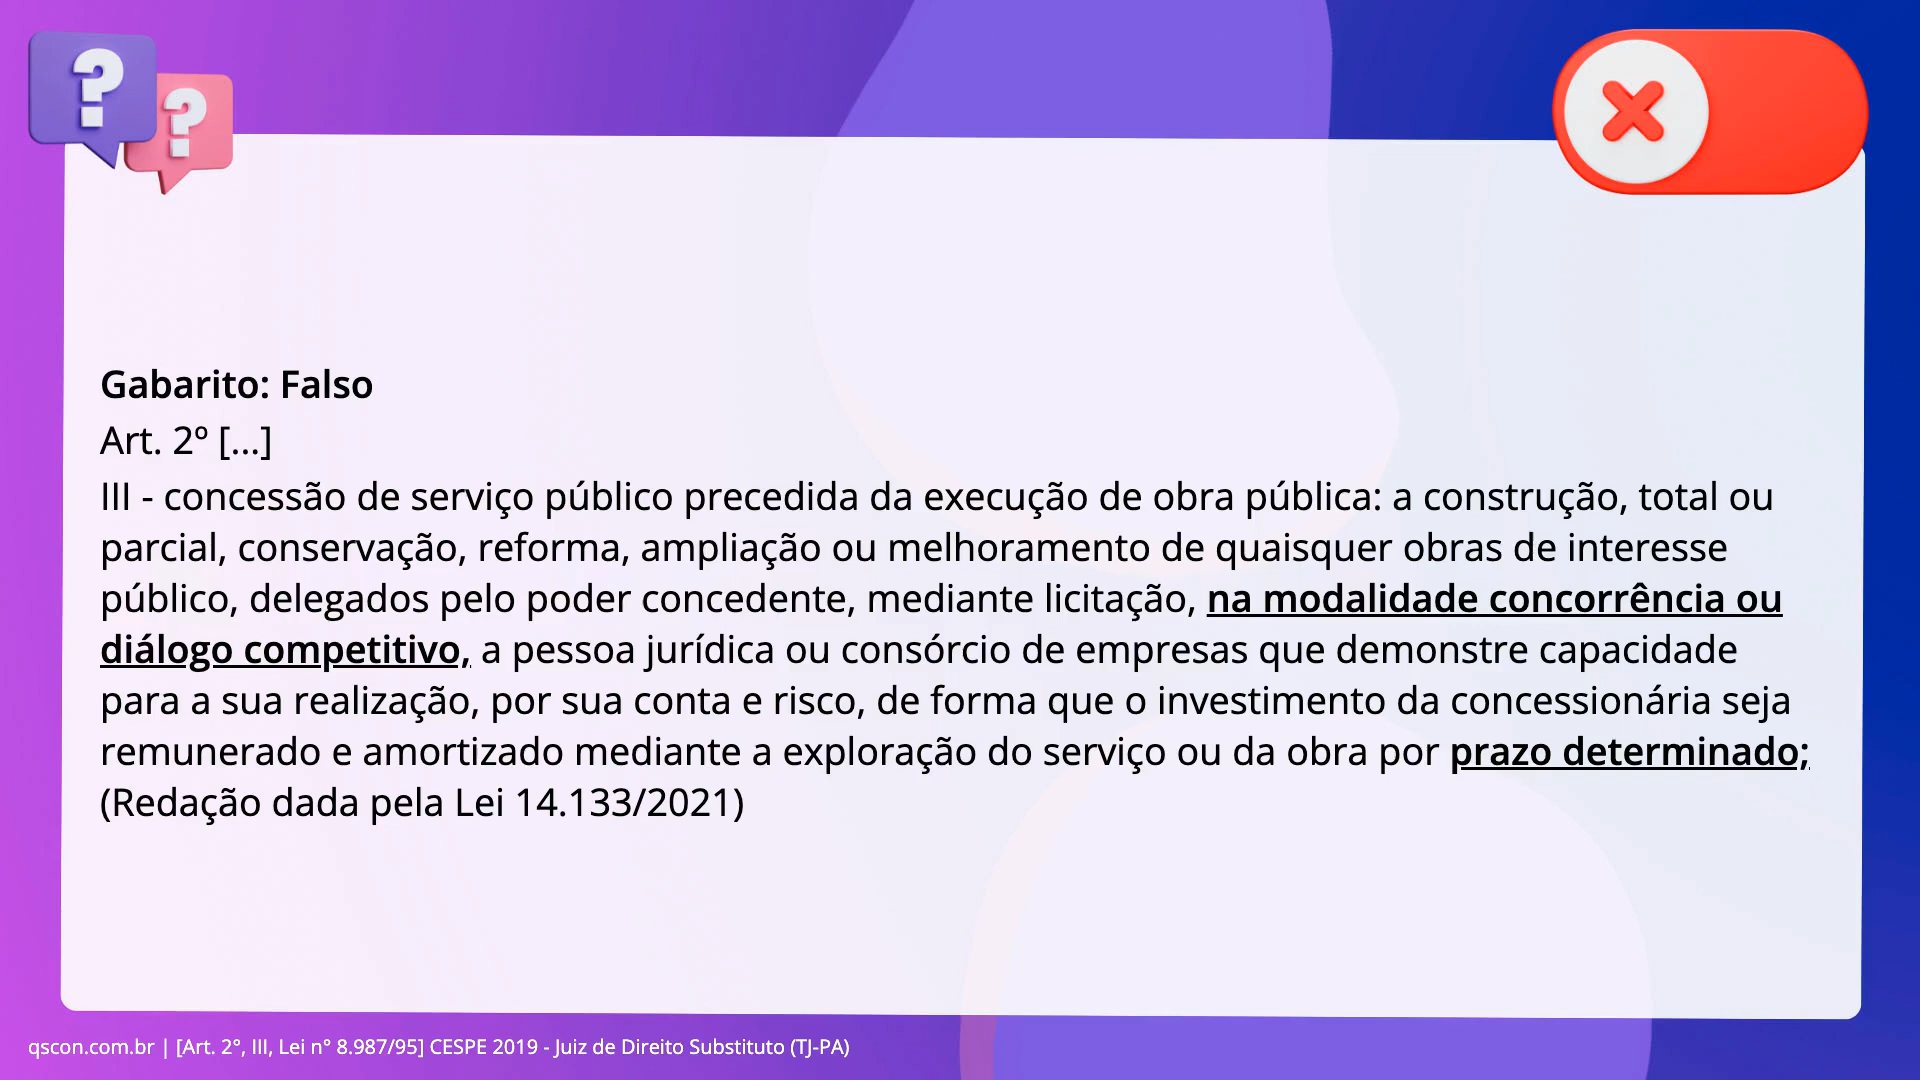 ?
?
Gabarito: Falso
Art. 2º [...]
III - concessão de serviço público precedida da execução de obra pública: a construção, total ou
parcial, conservação, reforma, ampliação ou melhoramento de quaisquer obras de interesse
público, delegados pelo poder concedente, mediante licitação, na modalidade concorrência ou
diálogo competitivo, a pessoa jurídica ou consórcio de empresas que demonstre capacidade
para a sua realização, por sua conta e risco, de forma que o investimento da concessionária seja
remunerado e amortizado mediante a exploração do serviço ou da obra por prazo determinado;
(Redação dada pela Lei 14.133/2021)
qscon.com.br | [Art. 2°, III, Lei n° 8.987/95] CESPE 2019 - Juiz de Direito Substituto (TJ-PA)